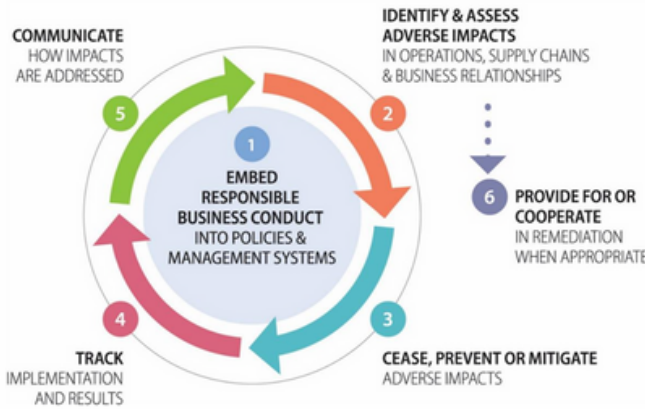 COMMUNICATE
HOW IMPACTS
ARE ADDRESSED
5
IDENTIFY & ASSESS
ADVERSE IMPACTS
IN OPERATIONS, SUPPLY CHAINS
& BUSINESS RELATIONSHIPS
2
1
EMBED
RESPONSIBLE
BUSINESS CONDUCT
INTO POLICIES &
MANAGEMENT SYSTEMS
6
PROVIDE FOR OR
COOPERATE
IN REMEDIATION
WHEN APPROPRIATE
4
TRACK
IMPLEMENTATION
AND RESULTS
3
CEASE, PREVENT OR MITIGATE
ADVERSE IMPACTS